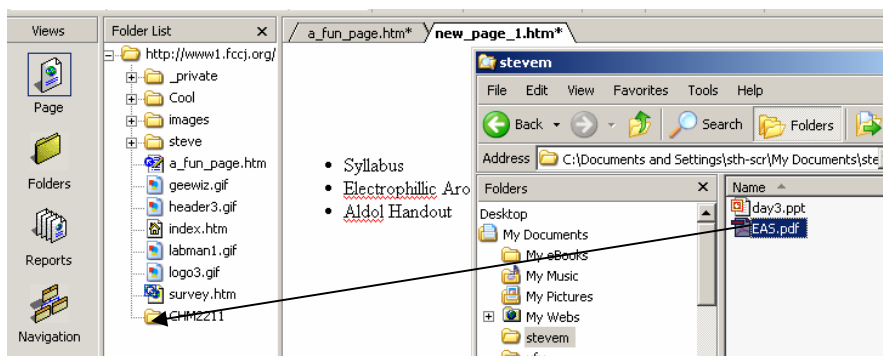 Views
Page
Folders
Reports
Navigation
Folder List
http://www1.fccj.org/
_private
Cool
images
steve
a_fun_page.htm
geewiz.gif
header3.gif
index.htm
labman1.gif
logo3.gif
survey.htm
CHM2211
a_fun_page.htm* new_page_1.htm*
• Syllabus
• Electrophillic Aro
• Aldol Handout
stevem
File Edit View Favorites Tools Help
Back Search Folders
Address C:\Documents and Settings\sth-scr\My Documents\ste
Folders
Desktop
My Documents
My eBooks
My Music
My Pictures
My Webs
stevem
Name
day3.ppt
EAS.pdf